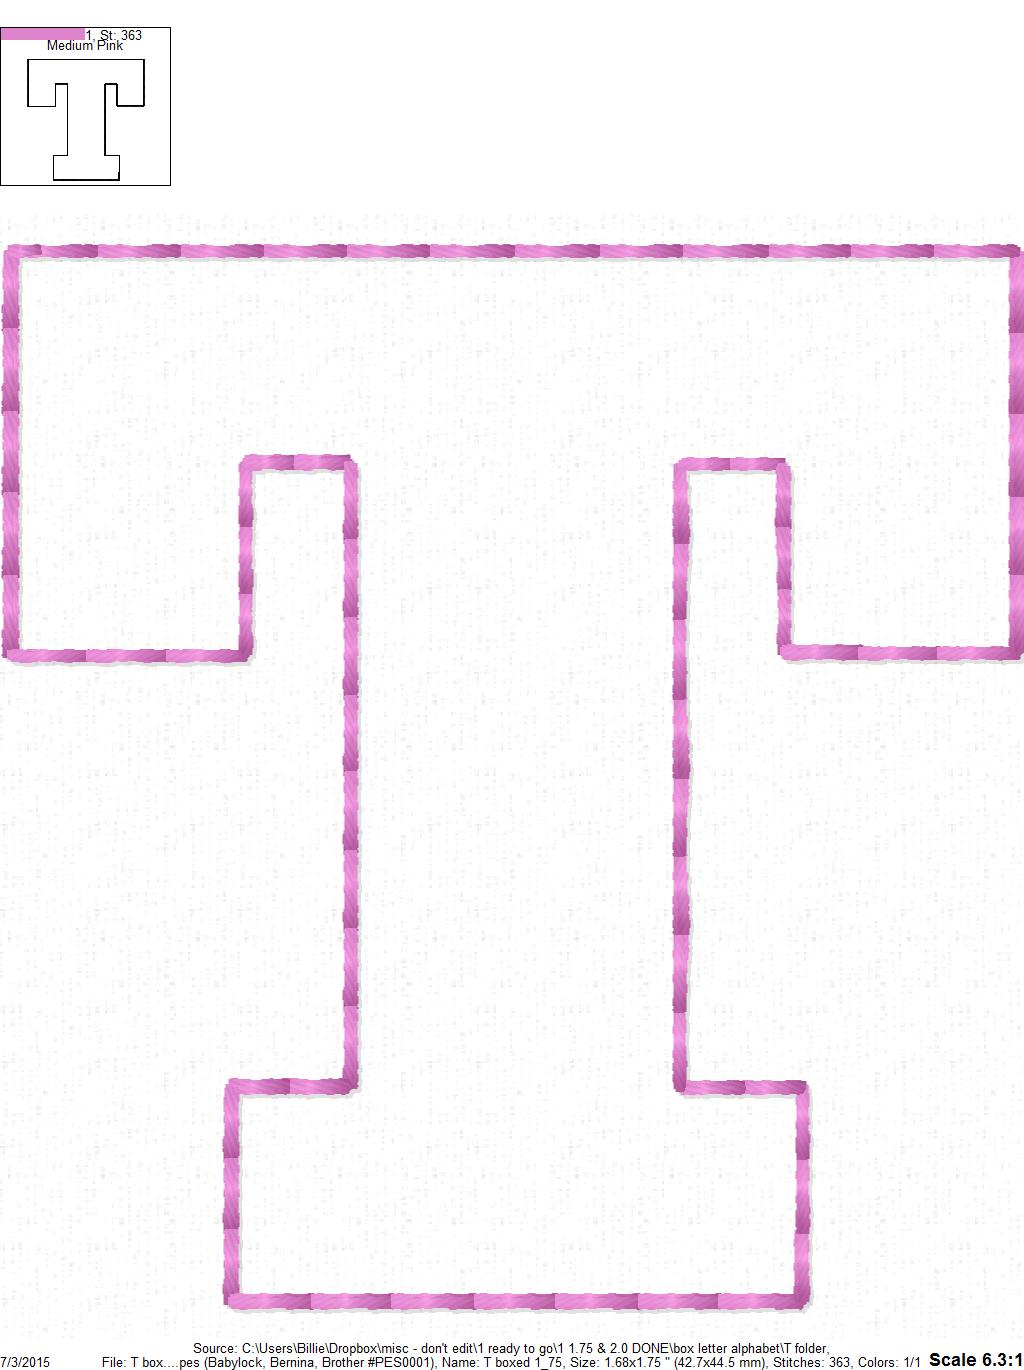 1, St: 363
Medium Pink
Source: C:\Users\Billie\Dropbox\misc - don't edit\1 ready to go\1 1.75 & 2.0 DONE\box letter alphabet\T folder,
7/3/2015 File: T box....pes (Babylock, Bernina, Brother #PES0001), Name: T boxed 1_75, Size: 1.68x1.75 " (42.7x44.5 mm), Stitches: 363, Colors: 1/1 Scale 6.3:1